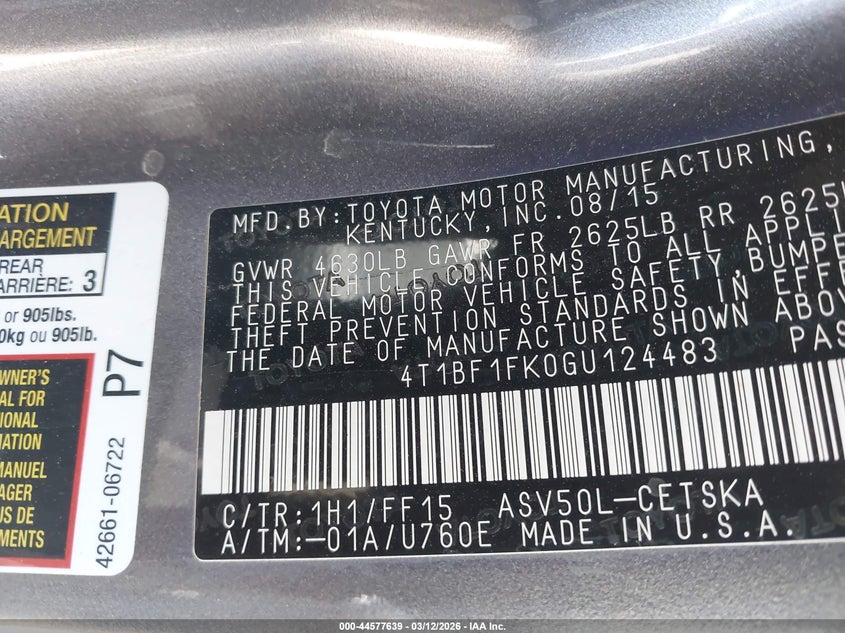 ATION
ARGEMENT
REAR
ARRIÈRE: 3
or 905lbs.
0kg ou 905lb.
WNER'S
AL FOR
IONAL
MATION
MANUEL
AGER
US DE
MENTS
P7
42661-06722
MFD.BY:TOYOTA MOTOR MANUFACTURING,
KENTUCKY,INC.08/15
GVWR 4630LB GAWR FR 2625LB RR 2625L
THIS VEHICLE CONFORMS TO ALL APPLI
FEDERAL MOTOR VEHICLE SAFETY,BUMPE
THEFT PREVENTION STANDARDS IN EFFE
THE DATE OF MANUFACTURE SHOWN ABOV
4T1BF1FK0GU124483 PAS
C/TR:1H1/FF15 ASV50L-CETSKA
A/TM:-01A/U760E MADE IN U.S.A.
000-44577639 - 03/12/2026 - IAA Inc.